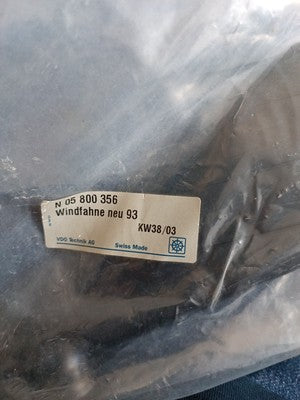 N 05 800 356
Windfahne neu 93
KW38/03
VDO Technik AG Swiss Made